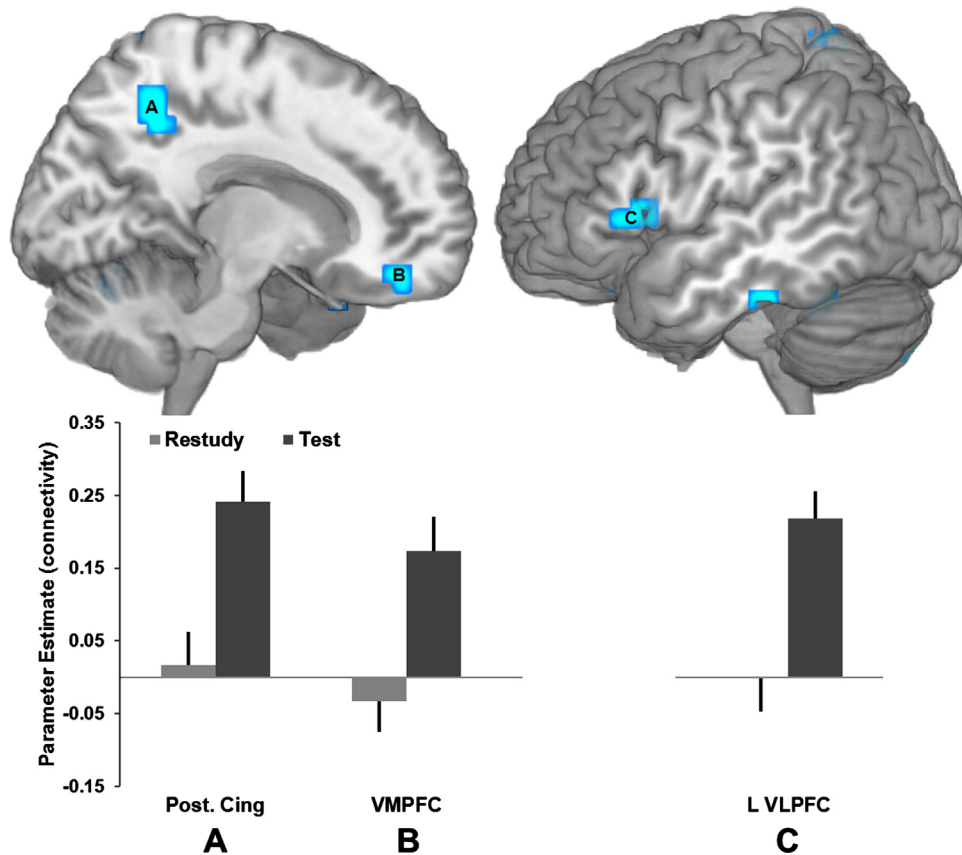 A
B
C
Restudy Test
Parameter Estimate (connectivity)
0.35
0.25
0.15
0.05
-0.05
-0.15
Post. Cing VMPFC L VLPFC
A B C